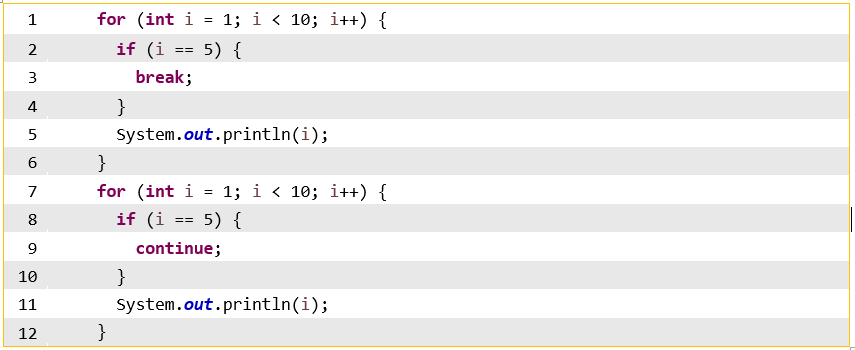 1 for (int i = 1; i < 10; i++) {
2 if (i == 5) {
3 break;
4 }
5 System.out.println(i);
6 }
7 for (int i = 1; i < 10; i++) {
8 if (i == 5) {
9 continue;
10 }
11 System.out.println(i);
12 }